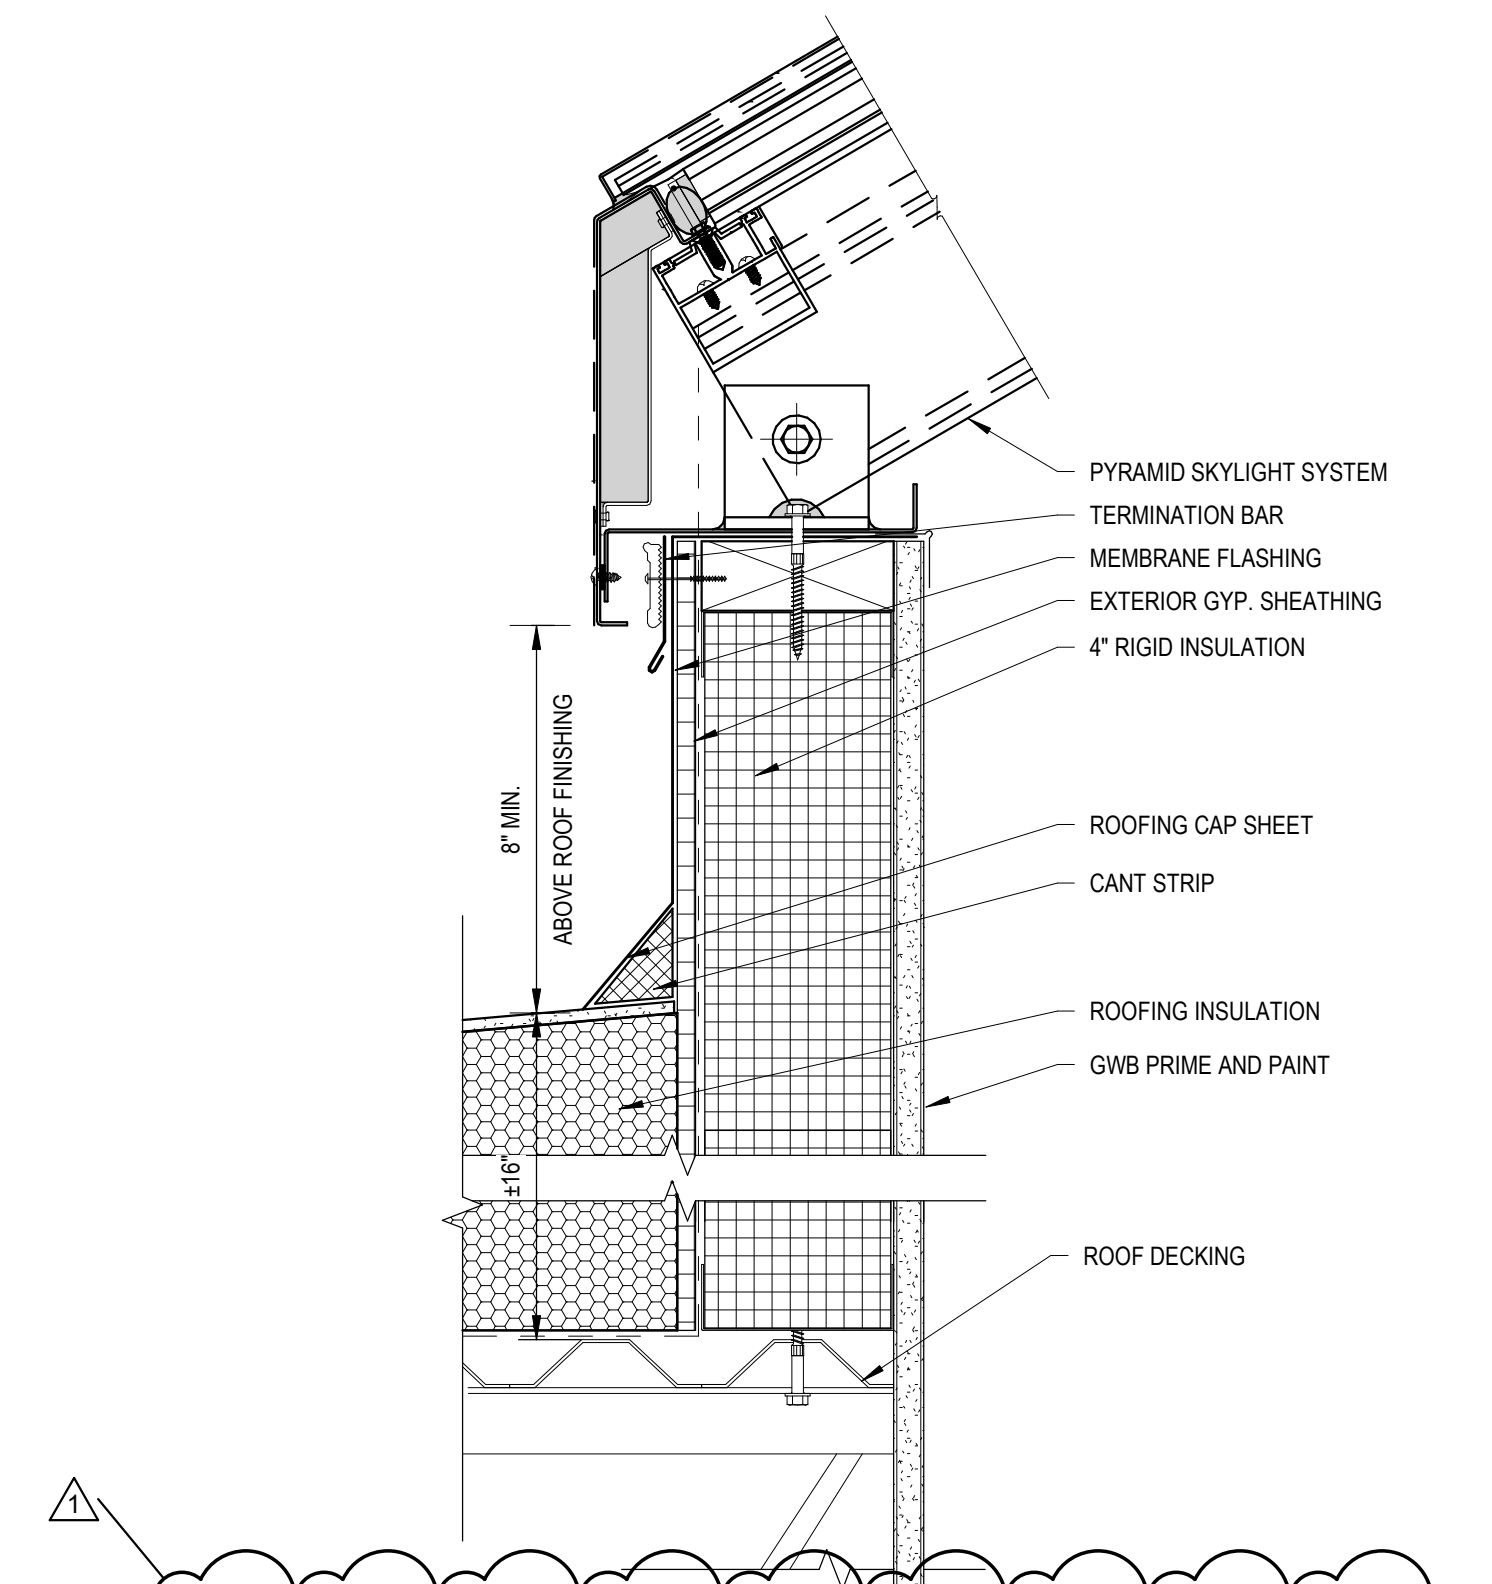 PYRAMID SKYLIGHT SYSTEM
TERMINATION BAR
MEMBRANE FLASHING
EXTERIOR GYP. SHEATHING
4" RIGID INSULATION
8" MIN.
ABOVE ROOF FINISHING
ROOFING CAP SHEET
CANT STRIP
ROOFING INSULATION
GWB PRIME AND PAINT
±16"
ROOF DECKING
1